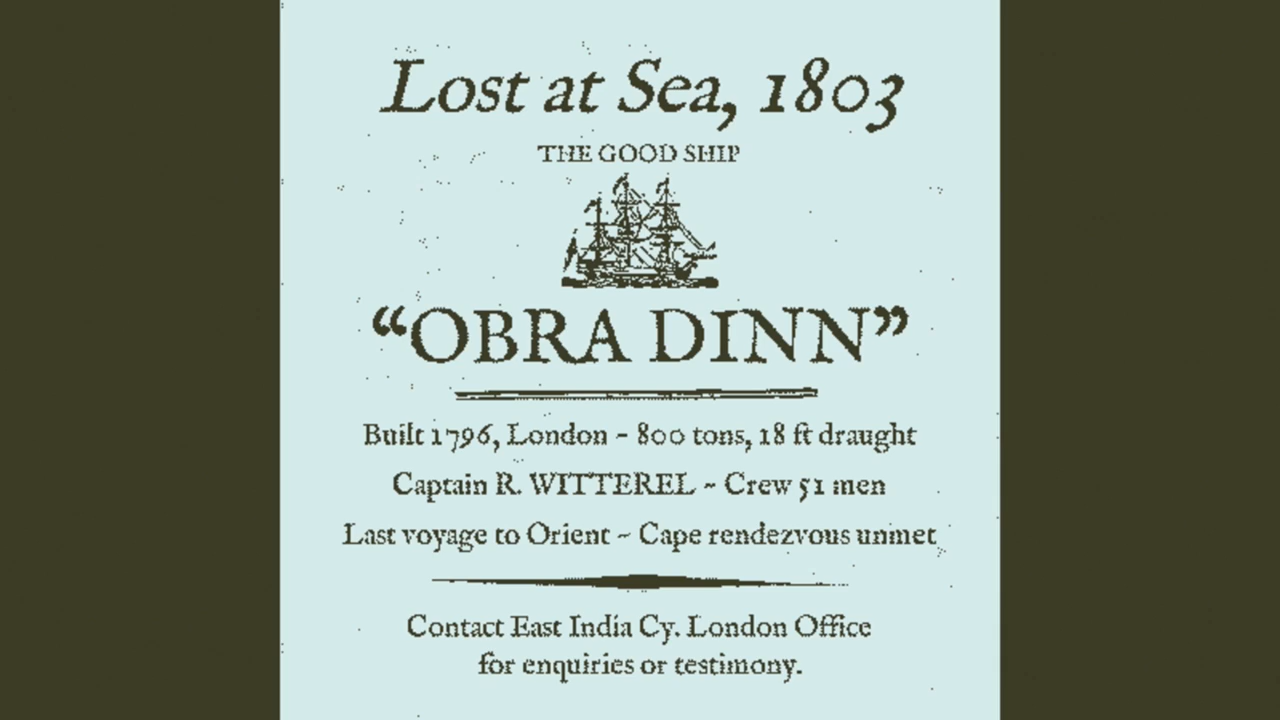 Lost at Sea, 1803
THE GOOD SHIP
“OBRA DINN”
Built 1796, London ~ 800 tons, 18 ft draught
Captain R. WITTEREL ~ Crew 51 men
Last voyage to Orient ~ Cape rendezvous unmet
Contact East India Cy. London Office
for enquiries or testimony.